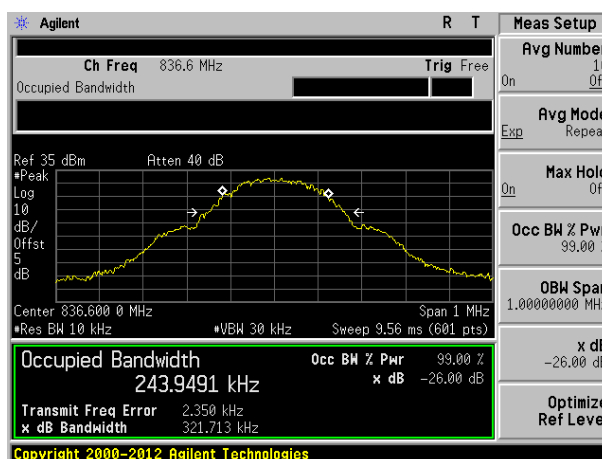 Agilent R T
Meas Setup
Ch Freq 836.6 MHz Trig Free
Occupied Bandwidth
Ref 35 dBm Atten 40 dB
#Peak
Log
10
dB/
Offst
5
dB
Center 836.600 0 MHz Span 1 MHz
#Res BW 10 kHz #VBW 30 kHz Sweep 9.56 ms (601 pts)
Occupied Bandwidth
243.9491 kHz
Occ BW % Pwr 99.00 %
x dB -26.00 dB
Transmit Freq Error 2.350 kHz
x dB Bandwidth 321.713 kHz
Copyright 2000-2012 Agilent Technologies
Avg Number
On
Avg Mode
Exp Repea
Max Hold
On Of
Occ BW % Pwr
99.00
OBW Span
1.00000000 MH
x dB
-26.00 dB
Optimize
Ref Level